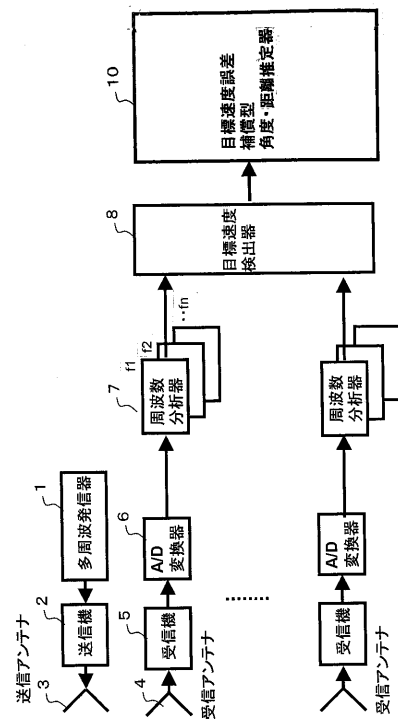 送信アンテナ
3
2
送信機
1
多周波発信器
4
受信アンテナ
5
受信機
6
A/D
変換器
7
周波数
分析器
f1
f2
‥fn
8
目標速度
検出器
10
目標速度誤差
補償型
角度・距離推定器
受信アンテナ
受信機
A/D
変換器
周波数
分析器